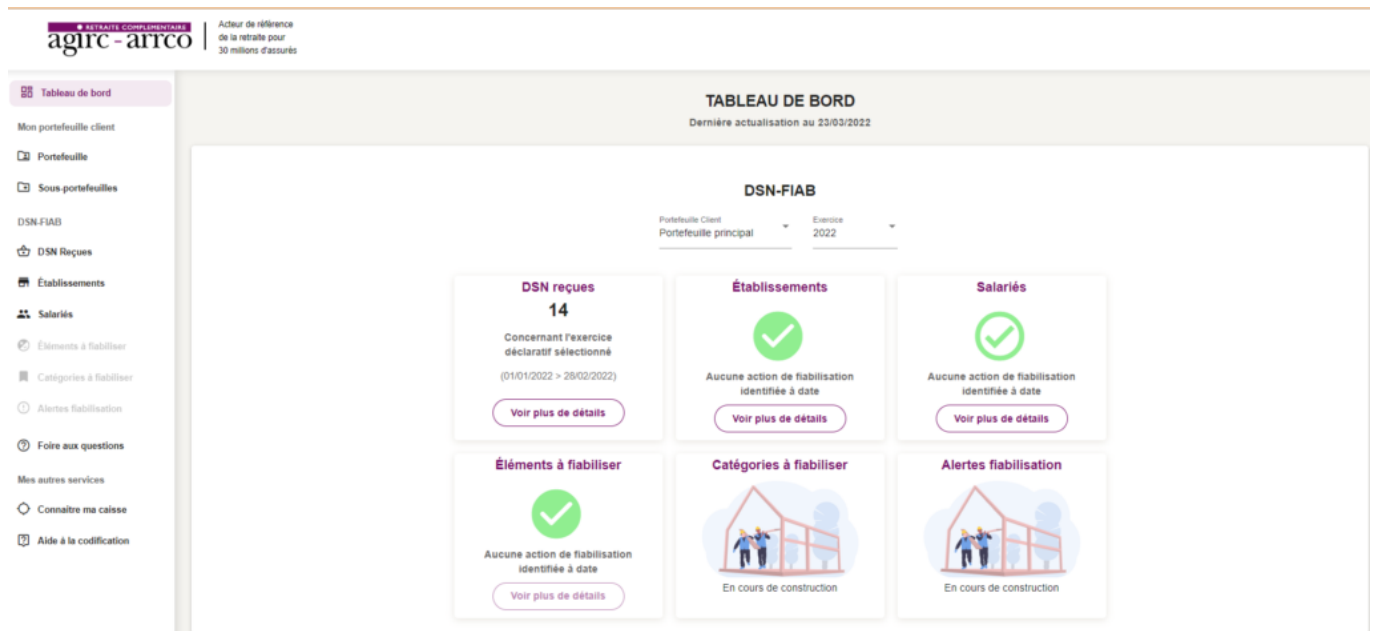 RETRAITE COMPLEMENTAIRE
agirc-arrco
Acteur de référence
de la retraite pour
30 millions d'assurés
Tableau de bord
Mon portefeuille client
Portefeuille
Sous-portefeuilles
DSN-FIAB
DSN Reçues
Établissements
Salariés
Éléments à fiabiliser
Catégories à fiabiliser
Alertes fiabilisation
Foire aux questions
Mes autres services
Connaitre ma caisse
Aide à la codification
TABLEAU DE BORD
Dernière actualisation au 23/03/2022
DSN-FIAB
Portefeuille Client
Portefeuille principal
Exercice
2022
DSN reçues
14
Concernant l'exercice
déclaratif sélectionné
(01/01/2022 > 28/02/2022)
Voir plus de détails
Établissements
Aucune action de fiabilisation
identifiée à date
Voir plus de détails
Salariés
Aucune action de fiabilisation
identifiée à date
Voir plus de détails
Éléments à fiabiliser
Aucune action de fiabilisation
identifiée à date
Voir plus de détails
Catégories à fiabiliser
En cours de construction
Alertes fiabilisation
En cours de construction